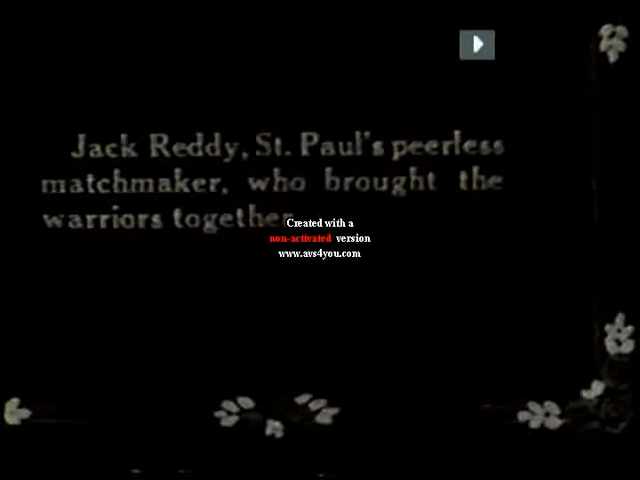 Jack Reddy, St. Paul's peerless
matchmaker, who brought the
warriors together
Created with a
non-activated version
www.avs4you.com